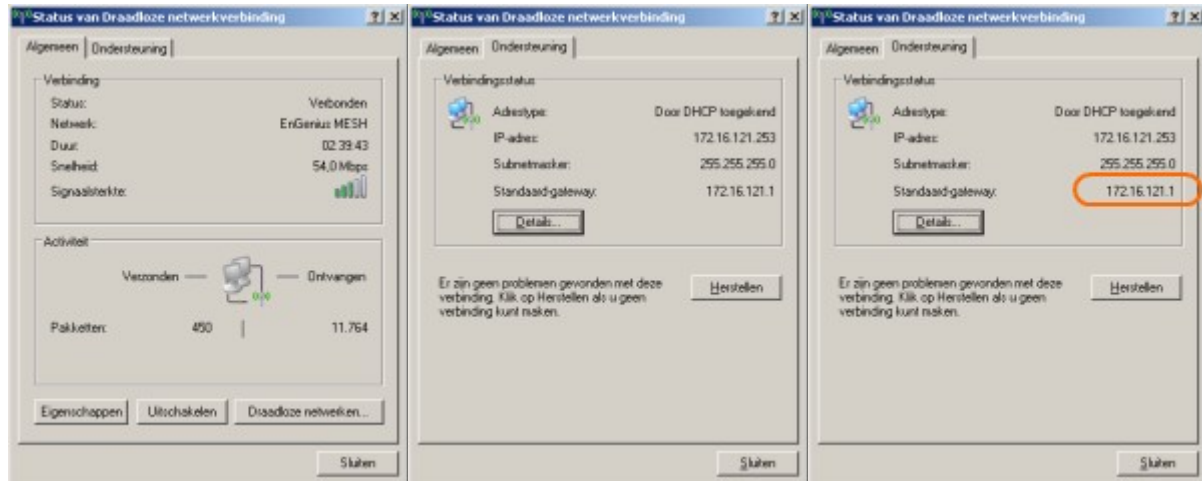 Status van Draadloze netwerkverbinding
Algemeen Ondersteuning
Verbinding
Status: Verbonden
Netwerk: EnGenius MESH
Duur: 02:39:43
Snelheid: 54,0 Mbps
Signaalsterkte:
Activiteit
Verzonden Ontvangen
Pakketten: 450 11.764
Eigenschappen Uitschakelen Draadloze netwerken...
Sluiten
Status van Draadloze netwerkverbinding
Algemeen Ondersteuning
Verbindingsstatus
Adrestype: Door DHCP toegekend
IP-adres: 172.16.121.253
Subnetmasker: 255.255.255.0
Standaard-gateway: 172.16.121.1
Details...
Er zijn geen problemen gevonden met deze
verbinding. Klik op Herstellen als u geen
verbinding kunt maken.
Herstellen
Sluiten
Status van Draadloze netwerkverbinding
Algemeen Ondersteuning
Verbindingsstatus
Adrestype: Door DHCP toegekend
IP-adres: 172.16.121.253
Subnetmasker: 255.255.255.0
Standaard-gateway: 172.16.121.1
Details...
Er zijn geen problemen gevonden met deze
verbinding. Klik op Herstellen als u geen
verbinding kunt maken.
Herstellen
Sluiten